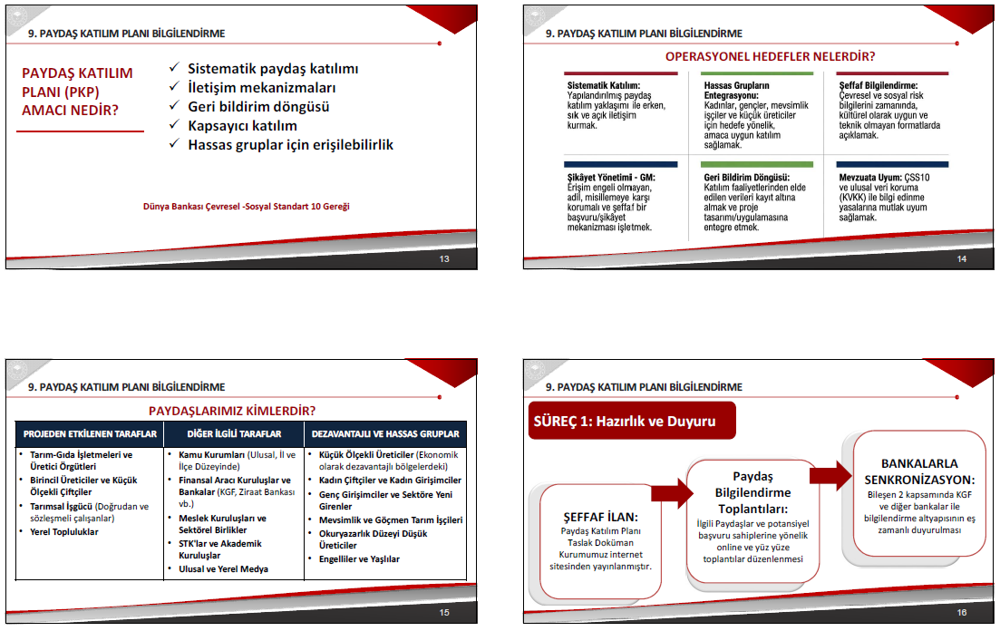 9. PAYDAŞ KATILIM PLANI BİLGİLENDİRME
PAYDAŞ KATILIM
PLANI (PKP)
AMACI NEDİR?
✓ Sistematik paydaş katılımı
✓ İletişim mekanizmaları
✓ Geri bildirim döngüsü
✓ Kapsayıcı katılım
✓ Hassas gruplar için erişilebilirlik
Dünya Bankası Çevresel -Sosyal Standart 10 Gereği
13
9. PAYDAŞ KATILIM PLANI BİLGİLENDİRME
OPERASYONEL HEDEFLER NELERDİR?
Sistematik Katılım:
Yapılandırılmış paydaş
katılım yaklaşımı ile erken,
sık ve açık iletişim
kurmak.
Hassas Grupların
Entegrasyonu:
Kadınlar, gençler, mevsimlik
işçiler ve küçük üreticiler
için hedefe yönelik,
amaca uygun katılım
sağlamak.
Şeffaf Bilgilendirme:
Çevresel ve sosyal risk
bilgilerini zamanında,
kültürel olarak uygun ve
teknik olmayan formatlarda
açıklamak.
Şikâyet Yönetimi - GM:
Erişim engeli olmayan,
adil, misillemeye karşı
korumalı ve şeffaf bir
başvuru/şikâyet
mekanizması işletmek.
Geri Bildirim Döngüsü:
Katılım faaliyetlerinden elde
edilen verileri kayıt altına
almak ve proje
tasarımı/uygulamasına
entegre etmek.
Mevzuata Uyum: ÇSS10
ve ulusal veri koruma
(KVKK) ile bilgi edinme
yasalarına mutlak uyum
sağlamak.
14
9. PAYDAŞ KATILIM PLANI BİLGİLENDİRME
PAYDAŞLARIMIZ KİMLERDİR?
PROJEDEN ETKİLENEN TARAFLAR
• Tarım-Gıda İşletmeleri ve
Üretici Örgütleri
• Birincil Üreticiler ve Küçük
Ölçekli Çiftçiler
• Tarımsal İşgücü (Doğrudan ve
sözleşmeli çalışanlar)
• Yerel Topluluklar
DİĞER İLGİLİ TARAFLAR
• Kamu Kurumları (Ulusal, İl ve
İlçe Düzeyinde)
• Finansal Aracı Kuruluşlar ve
Bankalar (KGF, Ziraat Bankası
vb.)
• Meslek Kuruluşları ve
Sektörel Birlikler
• STK'lar ve Akademik
Kuruluşlar
• Ulusal ve Yerel Medya
DEZAVANTAJLI VE HASSAS GRUPLAR
• Küçük Ölçekli Üreticiler (Ekonomik
olarak dezavantajlı bölgelerdeki)
• Kadın Çiftçiler ve Kadın Girişimciler
• Genç Girişimciler ve Sektöre Yeni
Girenler
• Mevsimlik ve Göçmen Tarım İşçileri
• Okuryazarlık Düzeyi Düşük
Üreticiler
• Engelliler ve Yaşlılar
15
9. PAYDAŞ KATILIM PLANI BİLGİLENDİRME
SÜREÇ 1: Hazırlık ve Duyuru
ŞEFFAF İLAN:
Paydaş Katılım Planı
Taslak Doküman
Kurumumuz internet
sitesinden yayınlanmıştır.
Paydaş
Bilgilendirme
Toplantıları:
İlgili Paydaşlar ve potansiyel
başvuru sahiplerine yönelik
online ve yüz yüze
toplantılar düzenlenmesi
BANKALARLA
SENKRONİZASYON:
Bileşen 2 kapsamında KGF
ve diğer bankalar ile
bilgilendirme altyapısının eş
zamanlı duyurulması
16